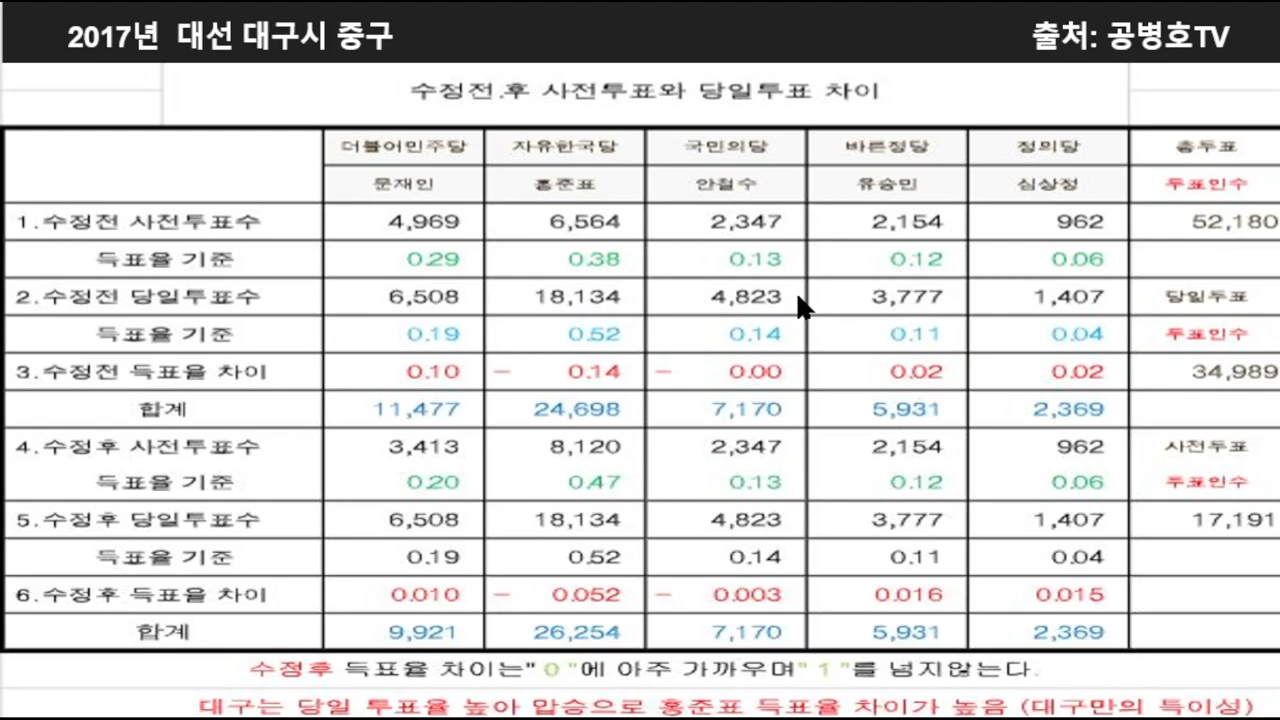 2017년 대선 대구시 중구 출처: 공병호TV
수정전.후 사전투표와 당일투표 차이
더불어민주당 자유한국당 국민의당 바른정당 정의당 총투표
문재인 홍준표 안철수 유승민 심상정 투표인수
1.수정전 사전투표수 4,969 6,564 2,347 2,154 962 52,180
득표율 기준 0.29 0.38 0.13 0.12 0.06
2.수정전 당일투표수 6,508 18,134 4,823 3,777 1,407 당일투표
득표율 기준 0.19 0.52 0.14 0.11 0.04 투표인수
3.수정전 득표율 차이 0.10 - 0.14 - 0.00 0.02 0.02 34,989
합계 11,477 24,698 7,170 5,931 2,369
4.수정후 사전투표수 3,413 8,120 2,347 2,154 962 사전투표
득표율 기준 0.20 0.47 0.13 0.12 0.06 투표인수
5.수정후 당일투표수 6,508 18,134 4,823 3,777 1,407 17,191
득표율 기준 0.19 0.52 0.14 0.11 0.04
6.수정후 득표율 차이 0.010 - 0.052 - 0.003 0.016 0.015
합계 9,921 26,254 7,170 5,931 2,369
수정후 득표율 차이는" 0 "에 아주 가까우며" 1 "를 넘지않는다.
대구는 당일 투표율 높아 압승으로 홍준표 득표율 차이가 높음 (대구만의 특이성)